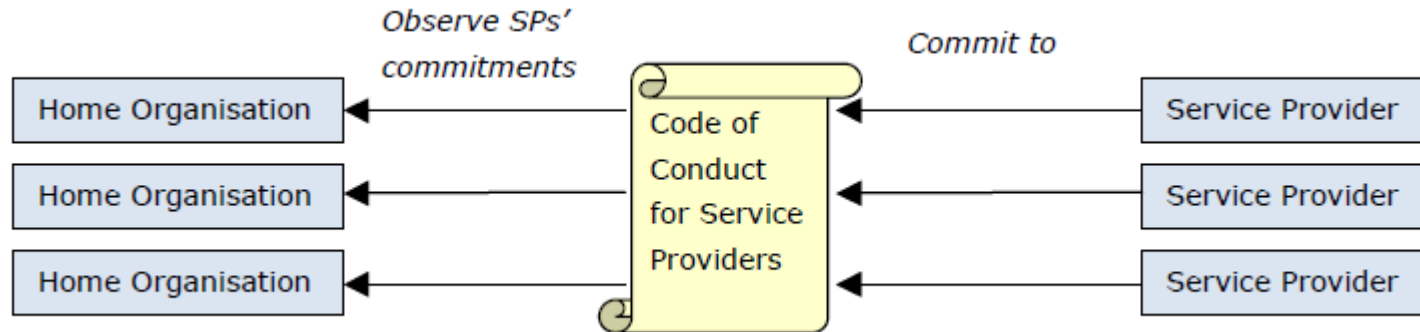 Observe SPs’
commitments
Commit to
Home Organisation
Home Organisation
Home Organisation
Code of
Conduct
for Service
Providers
Service Provider
Service Provider
Service Provider